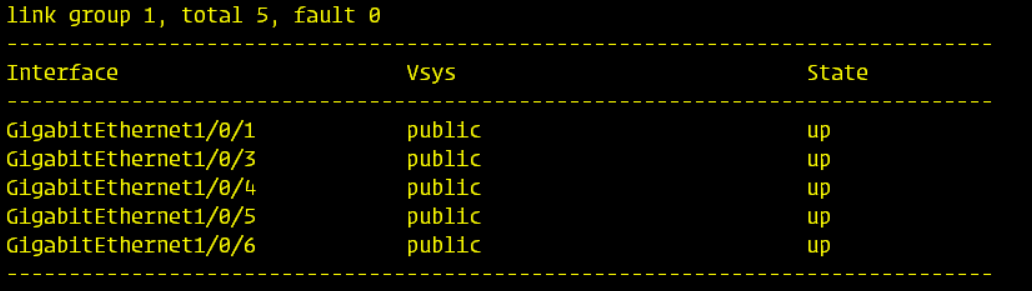 link group 1, total 5, fault 0
--------------------------------------------------------------------------------
Interface                       Vsys                            State
--------------------------------------------------------------------------------
GigabitEthernet1/0/1            public                          up
GigabitEthernet1/0/3            public                          up
GigabitEthernet1/0/4            public                          up
GigabitEthernet1/0/5            public                          up
GigabitEthernet1/0/6            public                          up
--------------------------------------------------------------------------------